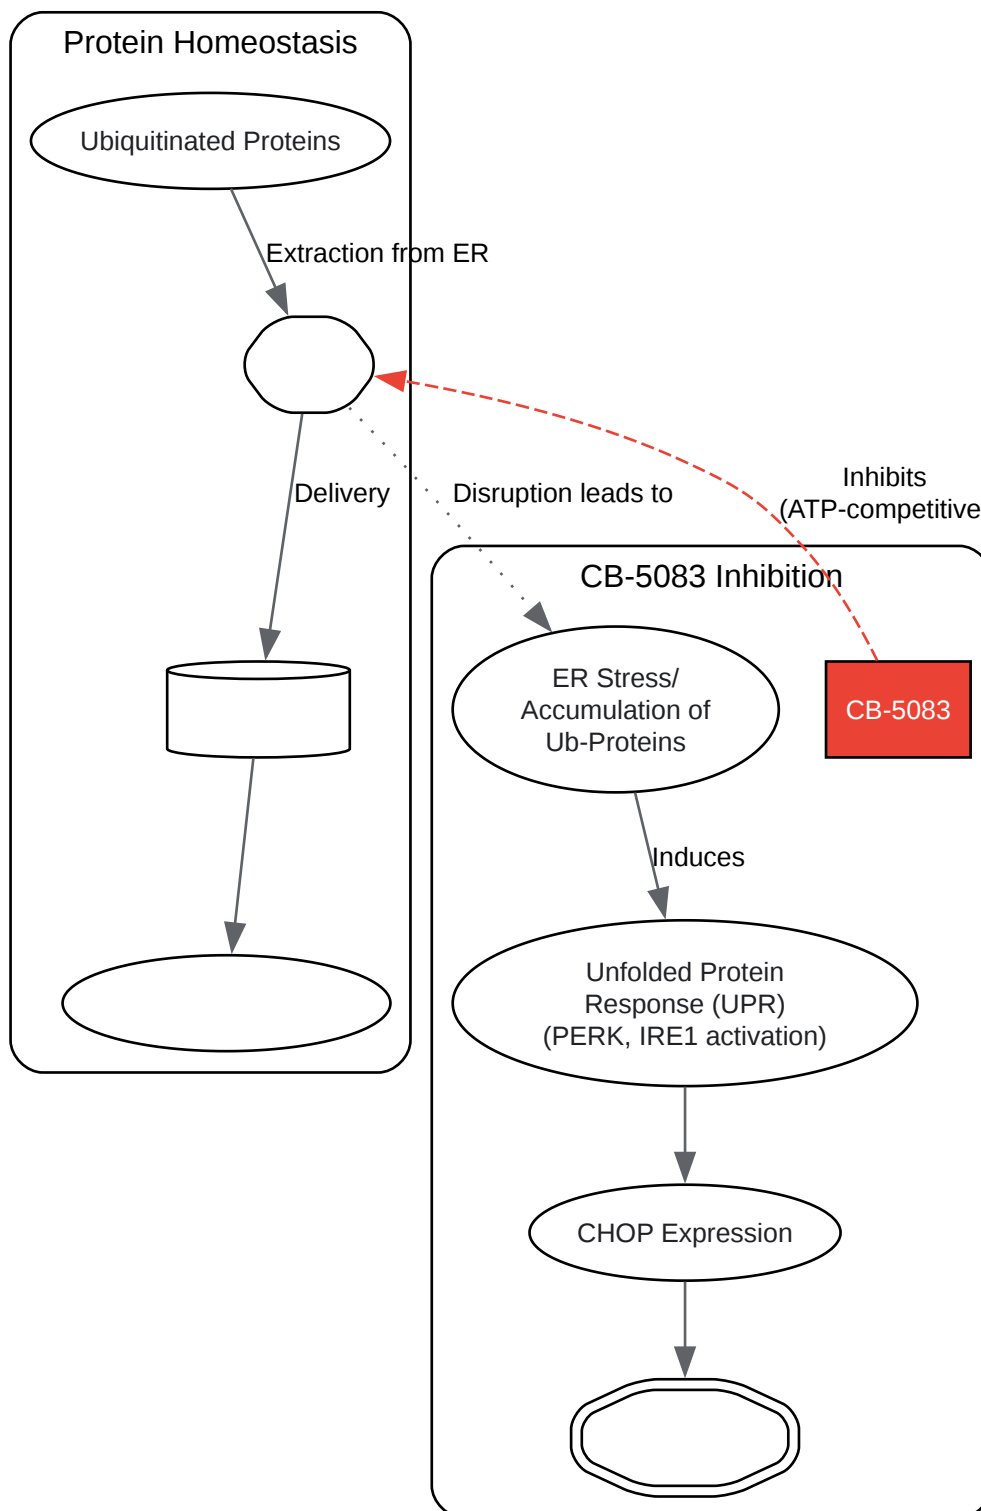 Protein Homeostasis
Ubiquitinated Proteins
Extraction from ER
Delivery
Disruption leads to
Inhibits
(ATP-competitive
CB-5083 Inhibition
ER Stress/
Accumulation of
Ub-Proteins
CB-5083
Induces
Unfolded Protein
Response (UPR)
(PERK, IRE1 activation)
CHOP Expression